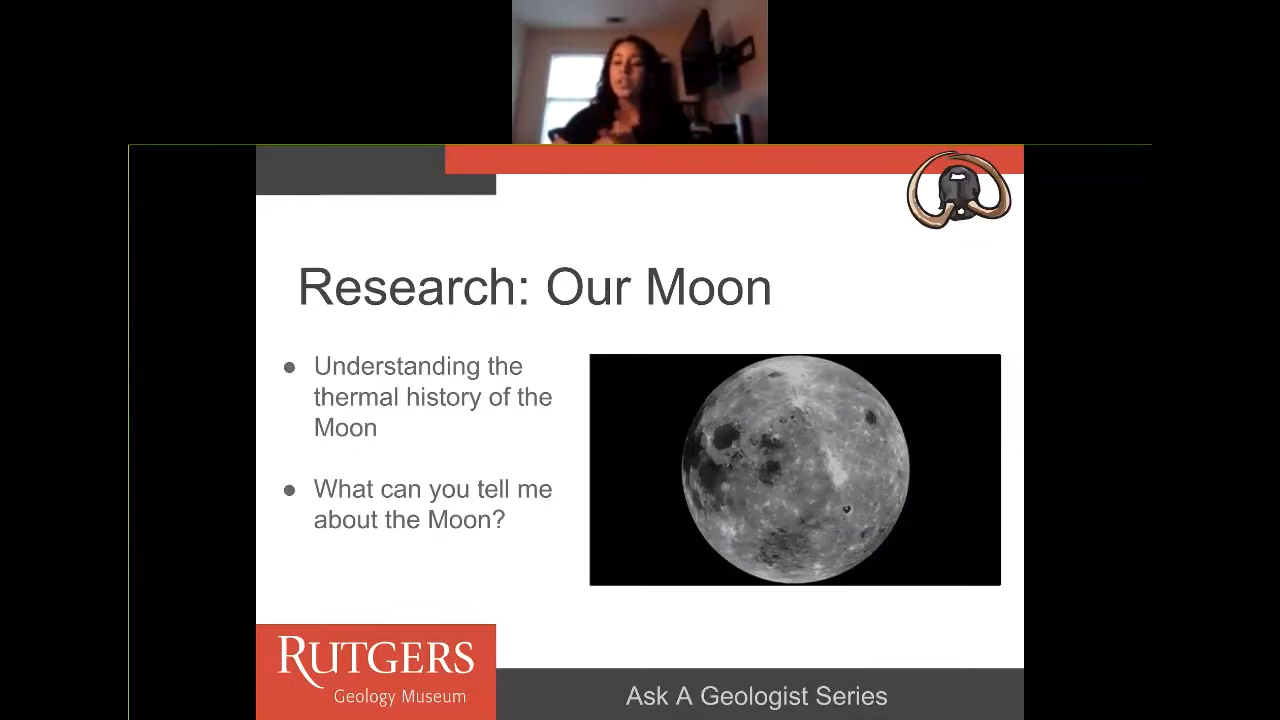 Research: Our Moon
● Understanding the
thermal history of the
Moon
● What can you tell me
about the Moon?
RUTGERS
Geology Museum
Ask A Geologist Series